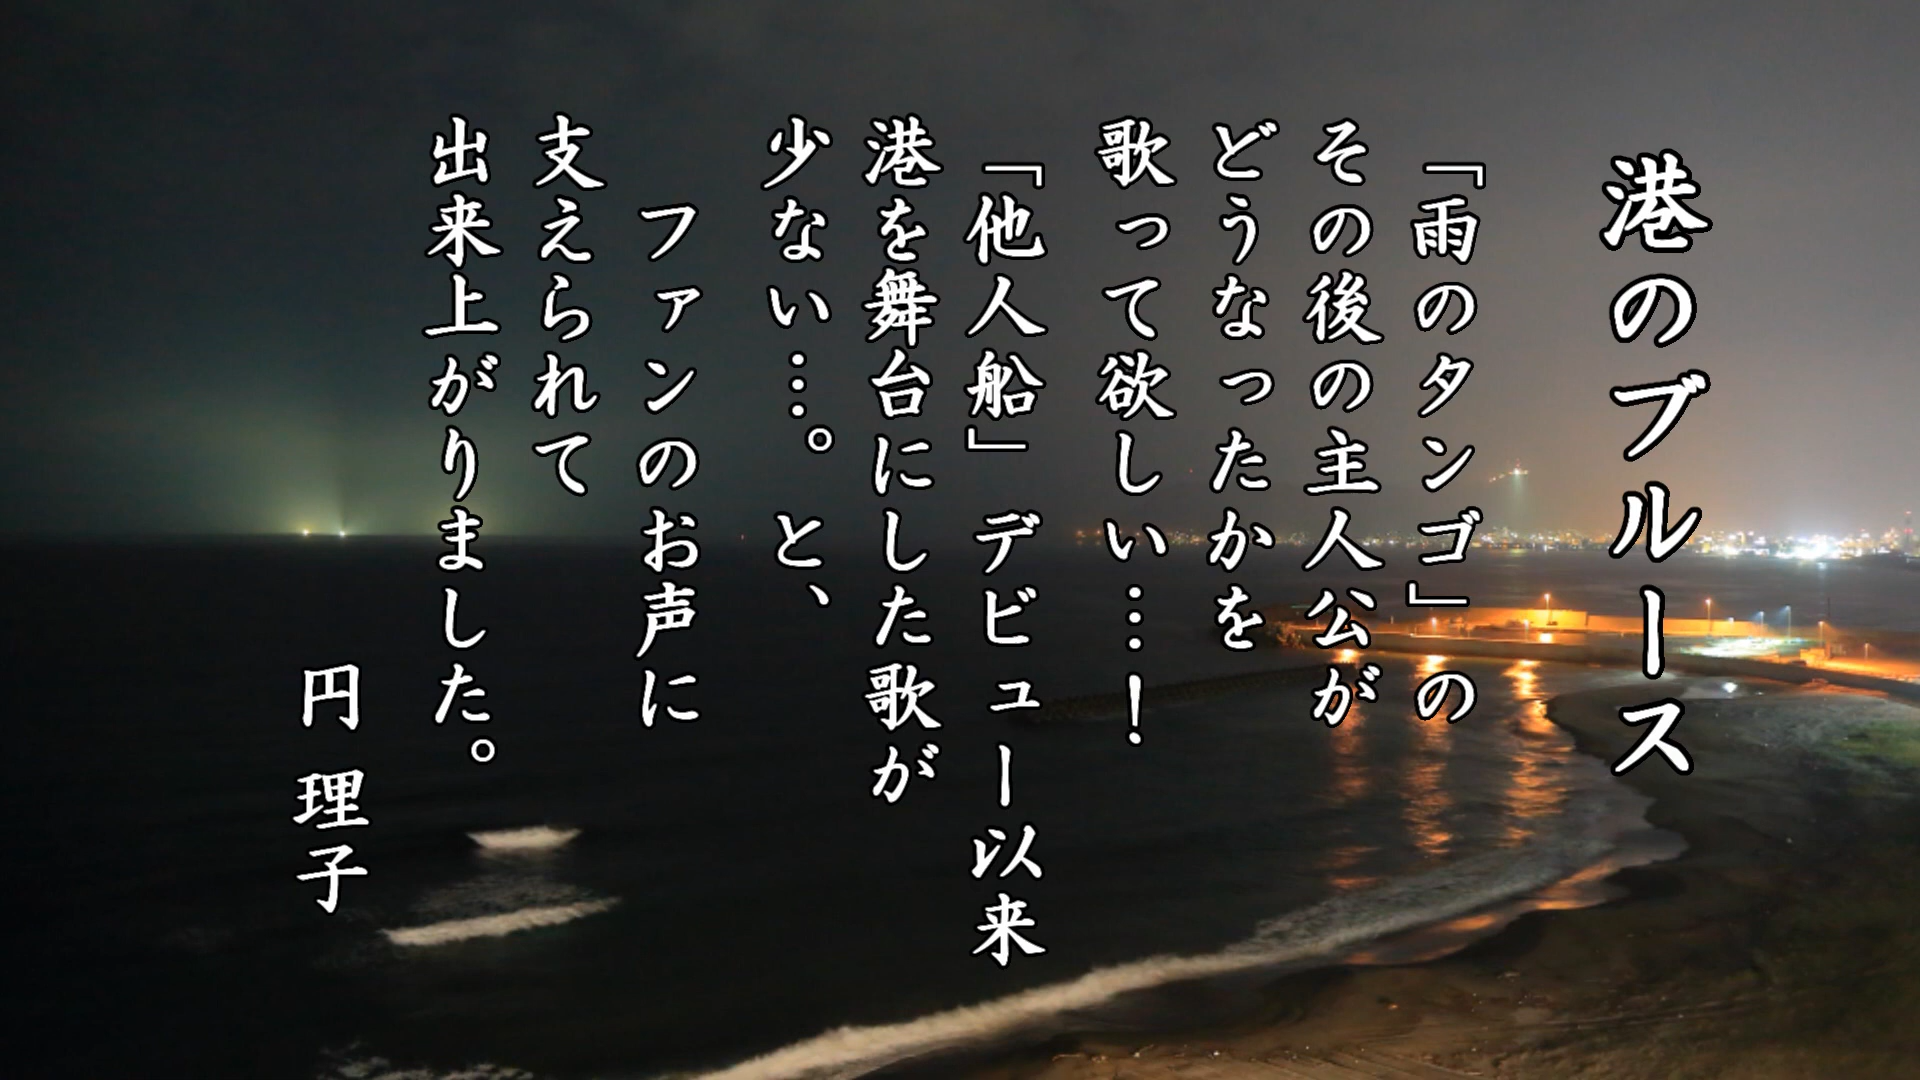 港のブルース
「雨のタンゴ」の
その後の主人公が
どうなったかを
歌って欲しい…！
「他人船」デビュー以来
港を舞台にした歌が
少ない…。と、
ファンのお声に
支えられて
出来上がりました。
円 理子